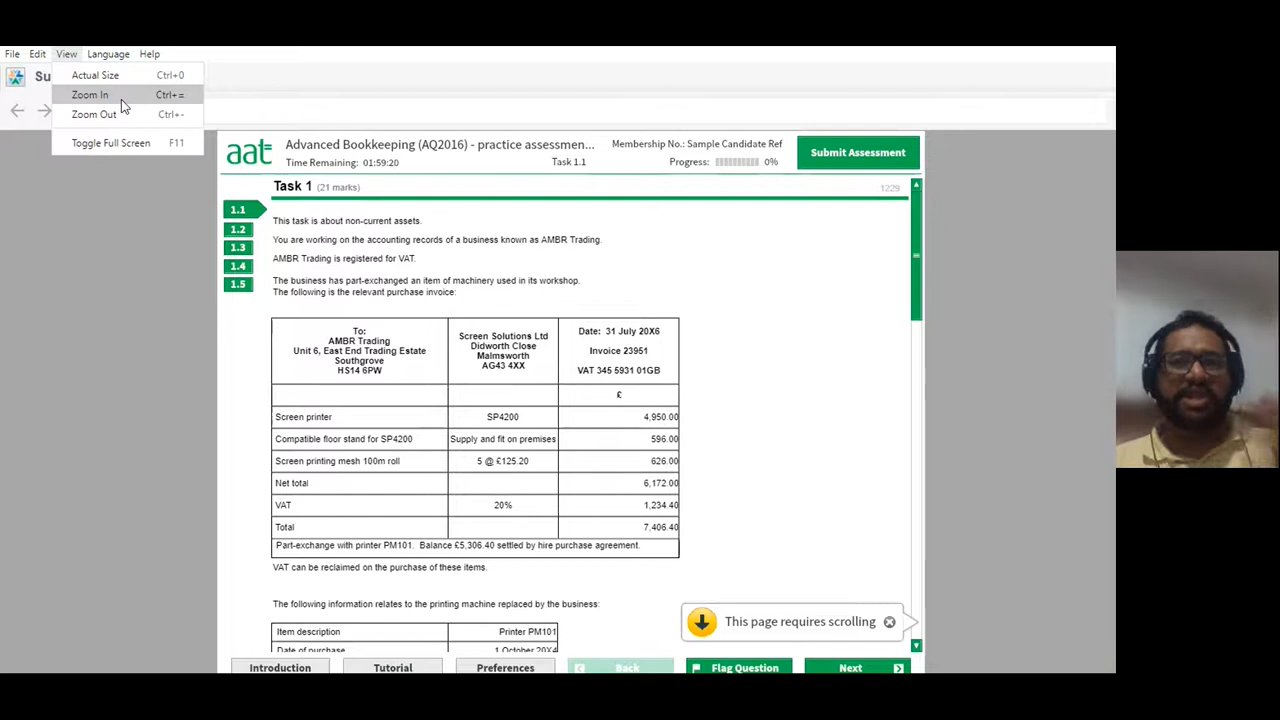 File Edit View Language Help
Su
Actual Size Ctrl+0
Zoom In Ctrl+=
Zoom Out Ctrl+-
Toggle Full Screen F11
aat
Advanced Bookkeeping (AQ2016) - practice assessmen...
Membership No.: Sample Candidate Ref
Submit Assessment
Time Remaining: 01:59:20
Task 1.1
Progress: 0%
Task 1 (21 marks)
1229
1.1
1.2
1.3
1.4
1.5
This task is about non-current assets.
You are working on the accounting records of a business known as AMBR Trading.
AMBR Trading is registered for VAT.
The business has part-exchanged an item of machinery used in its workshop.
The following is the relevant purchase invoice:
To:
AMBR Trading
Unit 6, East End Trading Estate
Southgrove
HS14 6PW
Screen Solutions Ltd
Didworth Close
Malmsworth
AG43 4XX
Date: 31 July 20X6
Invoice 23951
VAT 345 5931 01GB
£
Screen printer SP4200 4,950.00
Compatible floor stand for SP4200 Supply and fit on premises 596.00
Screen printing mesh 100m roll 5 @ £125.20 626.00
Net total 6,172.00
VAT 20% 1,234.40
Total 7,406.40
Part-exchange with printer PM101. Balance £5,306.40 settled by hire purchase agreement.
VAT can be reclaimed on the purchase of these items.
The following information relates to the printing machine replaced by the business:
Item description Printer PM101
Date of purchase 1 October 20X4
This page requires scrolling
Introduction Tutorial Preferences Back Flag Question Next